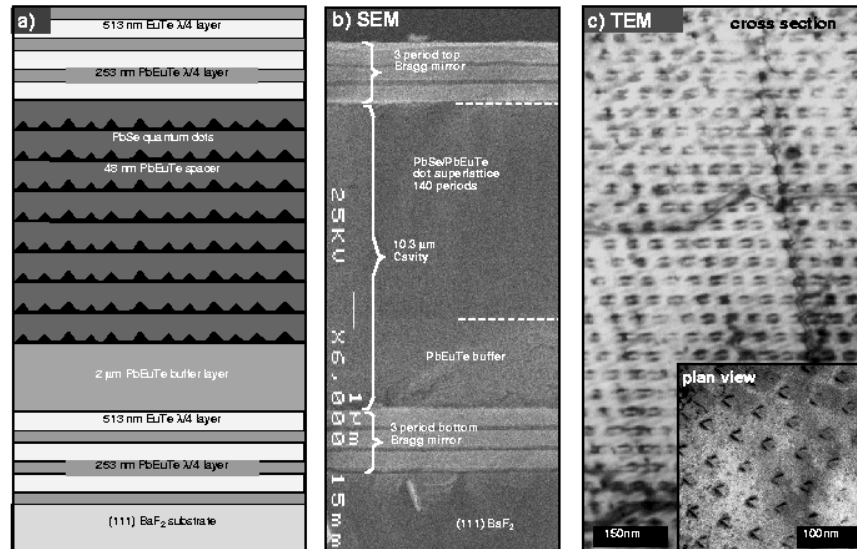 a)
513 nm EuTe λ/4 layer
253 nm PbEuTe λ/4 layer
PbSe quantum dots
48 nm PbEuTe spacer
2 μm PbEuTe buffer layer
513 nm EuTe λ/4 layer
253 nm PbEuTe λ/4 layer
(111) BaF2 substrate
b) SEM
3 period top
Bragg mirror
PbSe/PbEuTe
dot superlattice
140 periods
10.3 μm
Cavity
PbEuTe buffer
3 period bottom
Bragg mirror
(111) BaF2
25KV X6,000 1μm 15mm
c) TEM
cross section
plan view
150nm
100nm